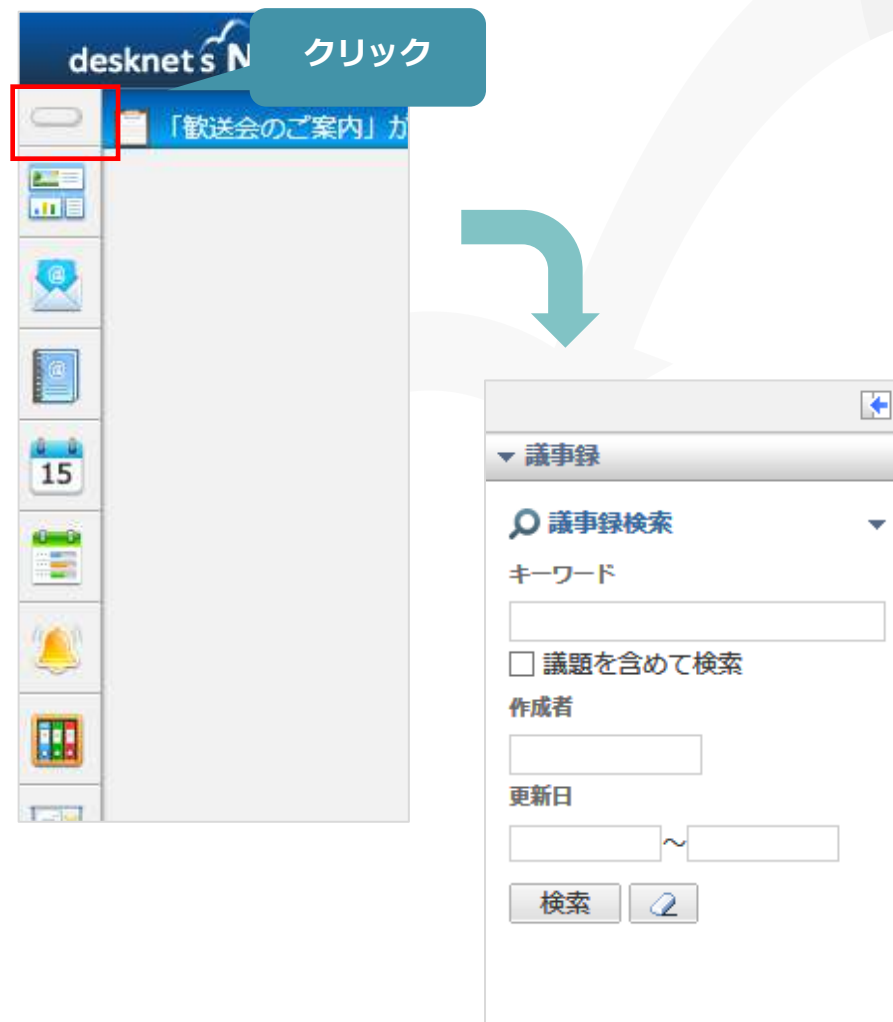 desknet's N
クリック
「歓送会のご案内」が
@
@
15
議事録
議事録検索
キーワード
議題を含めて検索
作成者
更新日
～
検索